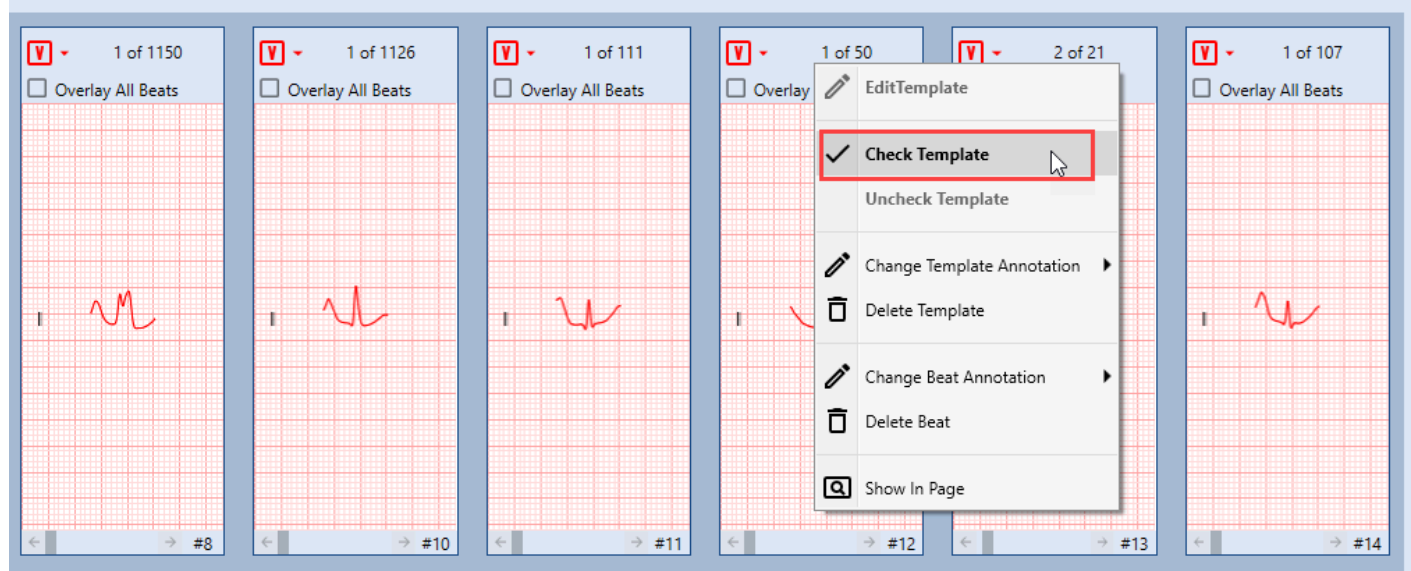 V 1 of 1150
Overlay All Beats
#8
V 1 of 1126
Overlay All Beats
#10
V 1 of 111
Overlay All Beats
#11
V 1 of 50
Overlay
#12
V 2 of 21
#13
V 1 of 107
Overlay All Beats
#14
EditTemplate
Check Template
Uncheck Template
Change Template Annotation
Delete Template
Change Beat Annotation
Delete Beat
Show In Page